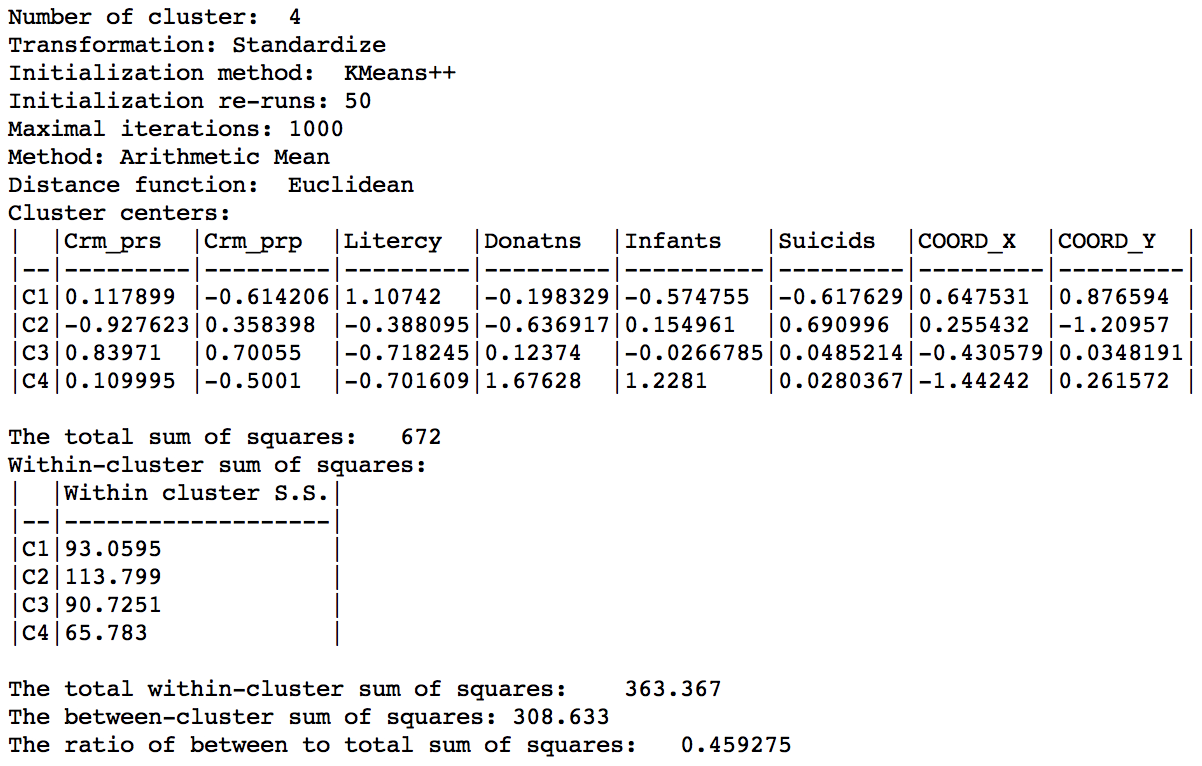 Number of cluster:  4
Transformation: Standardize
Initialization method:  KMeans++
Initialization re-runs: 50
Maximal iterations: 1000
Method: Arithmetic Mean
Distance function:  Euclidean
Cluster centers:
|  |Crm_prs  |Crm_prp  |Litercy  |Donatns  |Infants   |Suicids  |COORD_X  |COORD_Y  |
|--|---------|---------|---------|---------|----------|---------|---------|---------|
|C1|0.117899 |-0.614206|1.10742  |-0.198329|-0.574755 |-0.617629|0.647531 |0.876594 |
|C2|-0.927623|0.358398 |-0.388095|-0.636917|0.154961  |0.690996 |0.255432 |-1.20957 |
|C3|0.83971  |0.70055  |-0.718245|0.12374  |-0.0266785|0.0485214|-0.430579|0.0348191|
|C4|0.109995 |-0.5001  |-0.701609|1.67628  |1.2281    |0.0280367|-1.44242 |0.261572 |
The total sum of squares:   672
Within-cluster sum of squares:
|  |Within cluster S.S.|
|--|-------------------|
|C1|93.0595            |
|C2|113.799            |
|C3|90.7251            |
|C4|65.783             |
The total within-cluster sum of squares:    363.367
The between-cluster sum of squares: 308.633
The ratio of between to total sum of squares:   0.459275